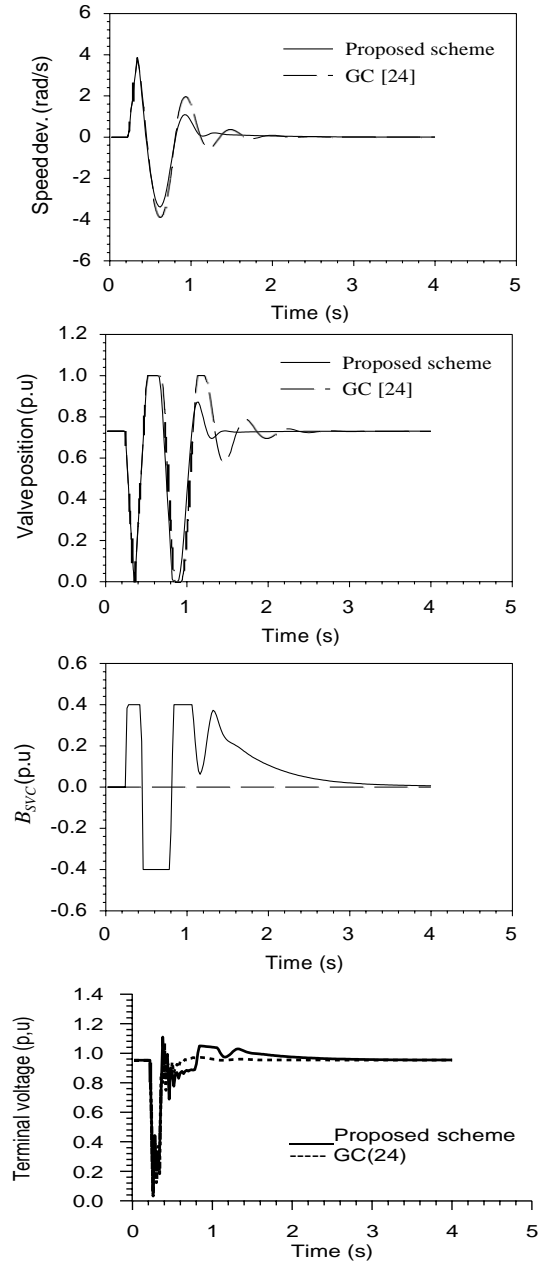 6
4
2
0
-2
-4
-6
Speed dev. (rad/s)
Proposed scheme
GC [24]
0 1 2 3 4 5
Time (s)
1.2
1.0
0.8
0.6
0.4
0.2
0.0
Valve position (p.u)
Proposed scheme
GC [24]
0 1 2 3 4 5
Time (s)
0.6
0.4
0.2
0.0
-0.2
-0.4
-0.6
BSVC (p.u)
0 1 2 3 4 5
Time (s)
1.4
1.2
1.0
0.8
0.6
0.4
0.2
0.0
Terminal voltage (p,u)
Proposed scheme
GC(24)
0 1 2 3 4 5
Time (s)